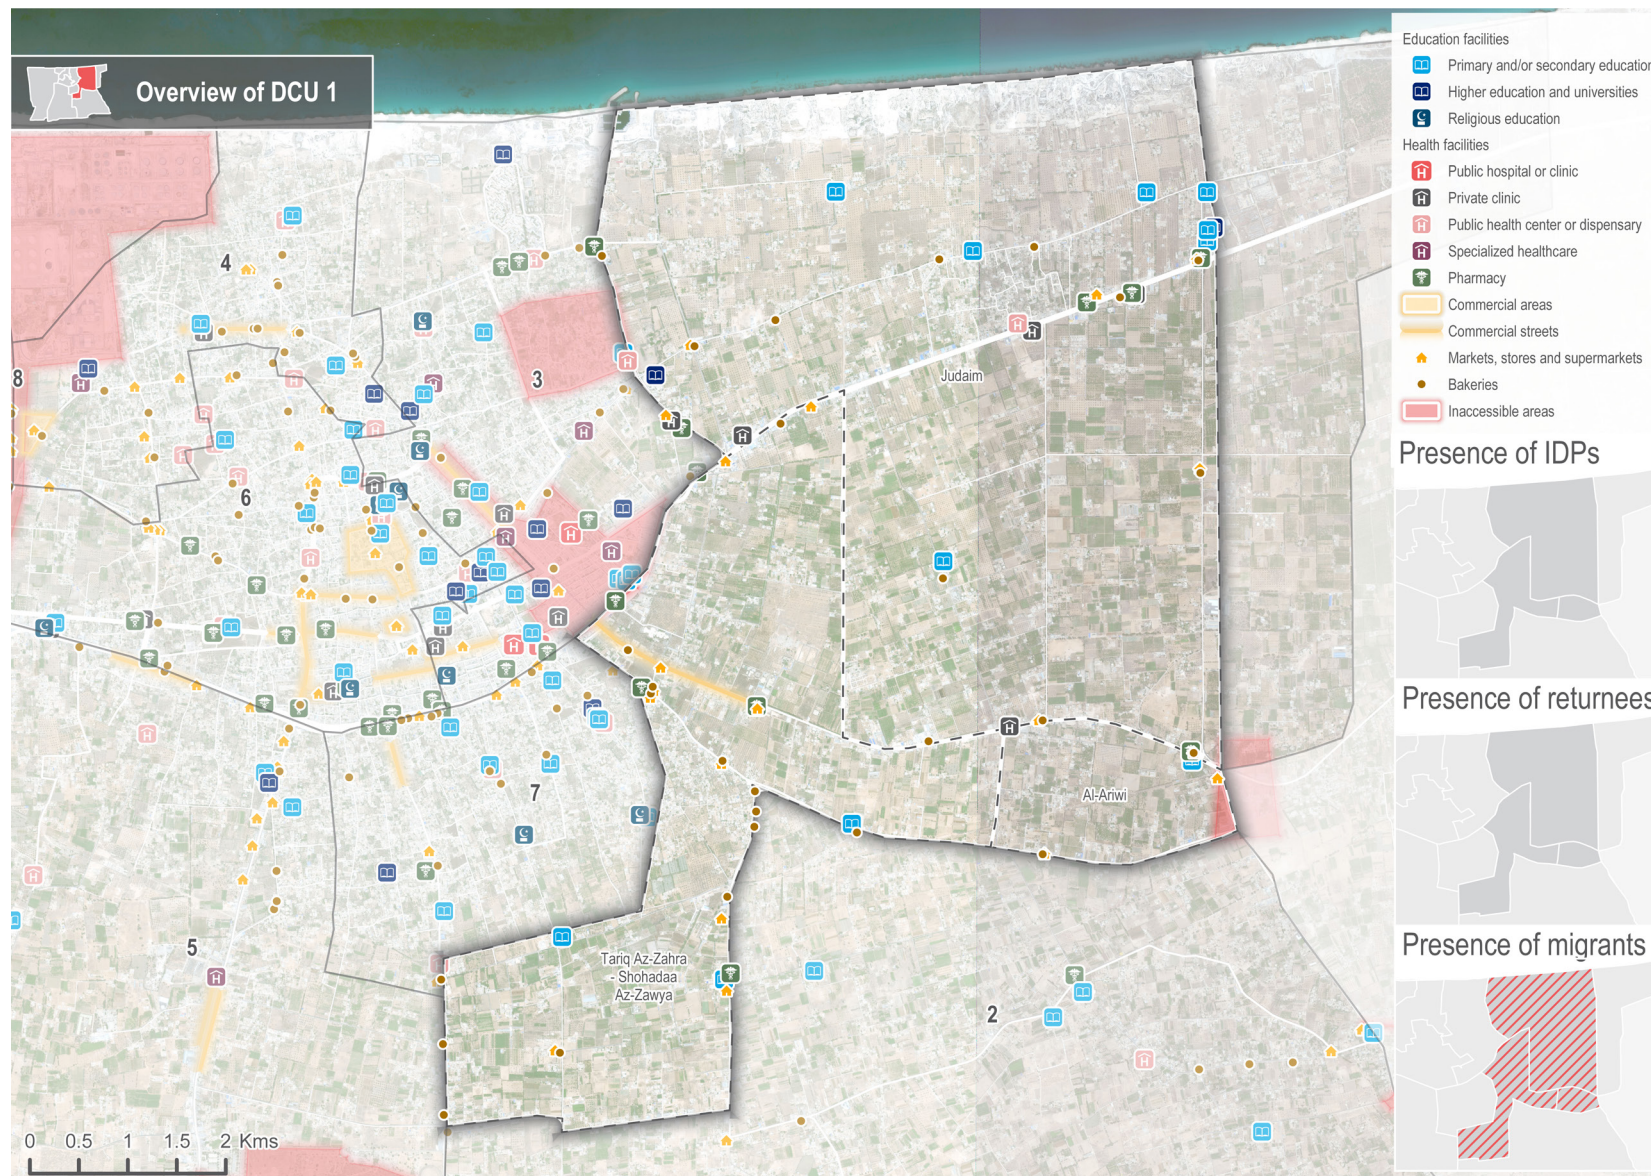 Overview of DCU 1
Education facilities
Primary and/or secondary education
Higher education and universities
Religious education
Health facilities
Public hospital or clinic
Private clinic
Public health center or dispensary
Specialized healthcare
Pharmacy
Commercial areas
Commercial streets
Markets, stores and supermarkets
Bakeries
Inaccessible areas
Presence of IDPs
Presence of returnees
Presence of migrants
4
8
3
6
Judaim
7
Al-Ariwi
5
Tariq Az-Zahra
- Shohadaa
Az-Zawya
2
0 0.5 1 1.5 2 Kms